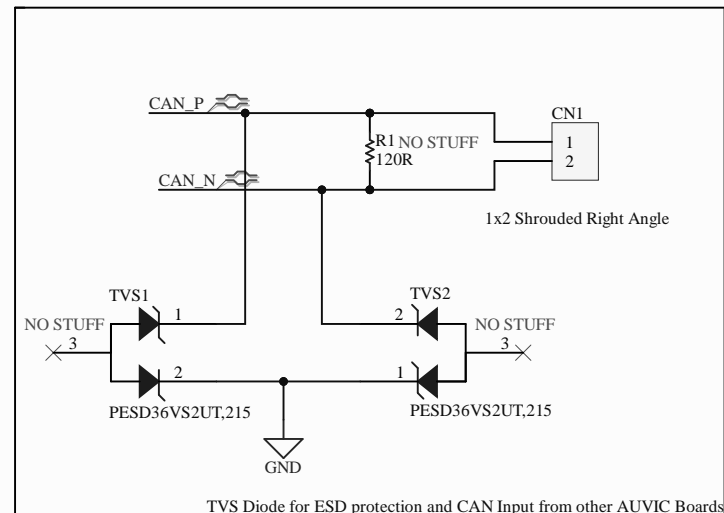 CAN_P
CN1
R1 NO STUFF
120R
1
2
CAN_N
1x2 Shrouded Right Angle
TVS1
TVS2
1
2
NO STUFF
NO STUFF
3
3
2
1
PESD36VS2UT,215
PESD36VS2UT,215
GND
TVS Diode for ESD protection and CAN Input from other AUVIC Boards